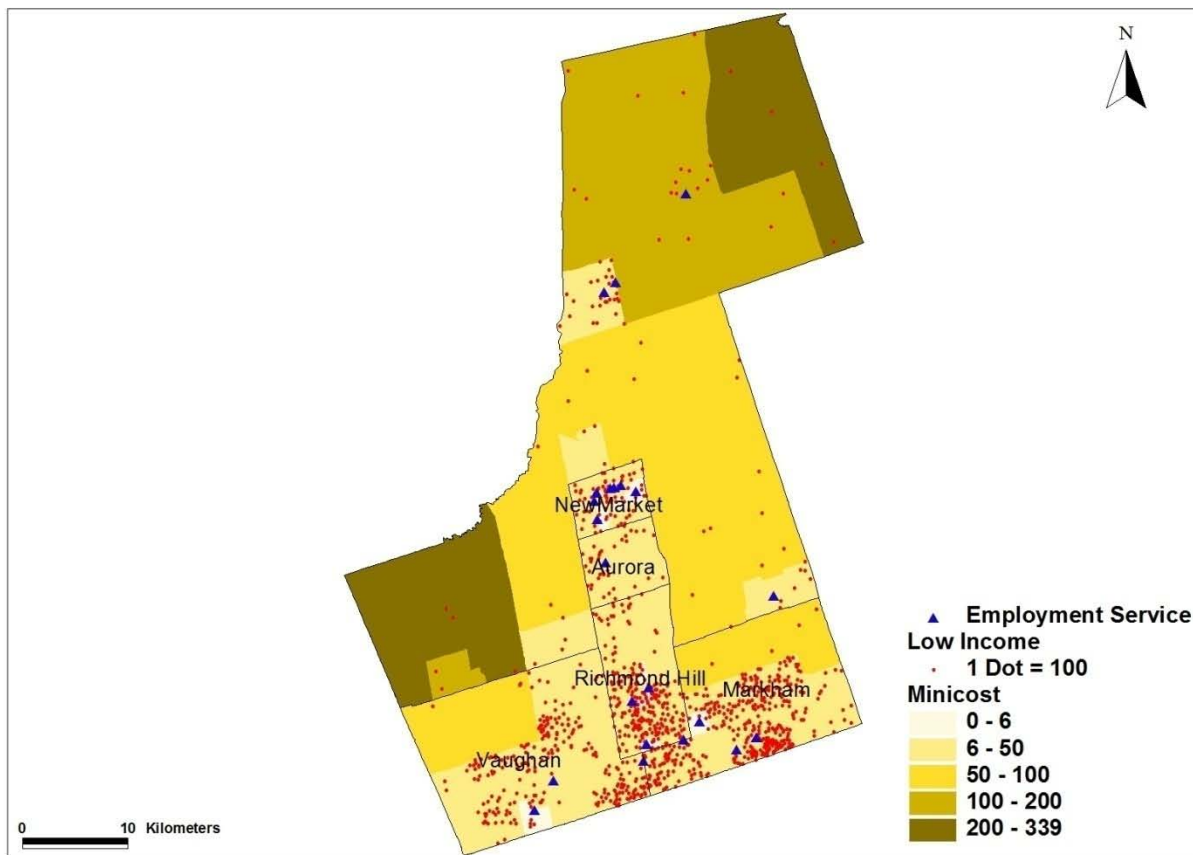 N
NewMarket
Aurora
Richmond Hill
Markham
Vaughan
Employment Service
Low Income
1 Dot = 100
Minicost
0 - 6
6 - 50
50 - 100
100 - 200
200 - 339
0 10 Kilometers